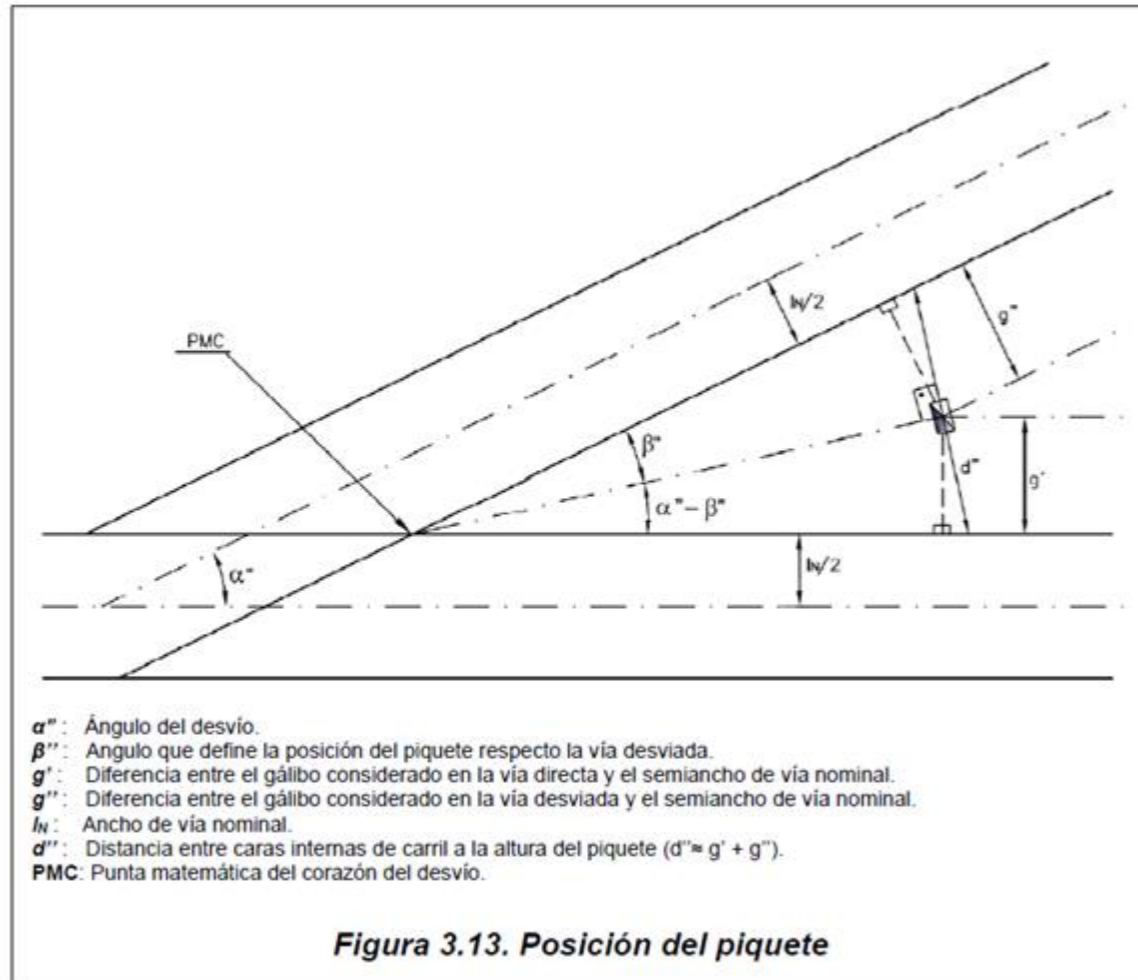 lN/2
g"
PMC
β"
d"
g'
α"-β"
α"
lN/2
α" : Ángulo del desvío.
β'' : Angulo que define la posición del piquete respecto la vía desviada.
g' : Diferencia entre el gálibo considerado en la vía directa y el semiancho de vía nominal.
g'' : Diferencia entre el gálibo considerado en la vía desviada y el semiancho de vía nominal.
lN : Ancho de vía nominal.
d'' : Distancia entre caras internas de carril a la altura del piquete (d''≈ g' + g'').
PMC: Punta matemática del corazón del desvío.
Figura 3.13. Posición del piquete